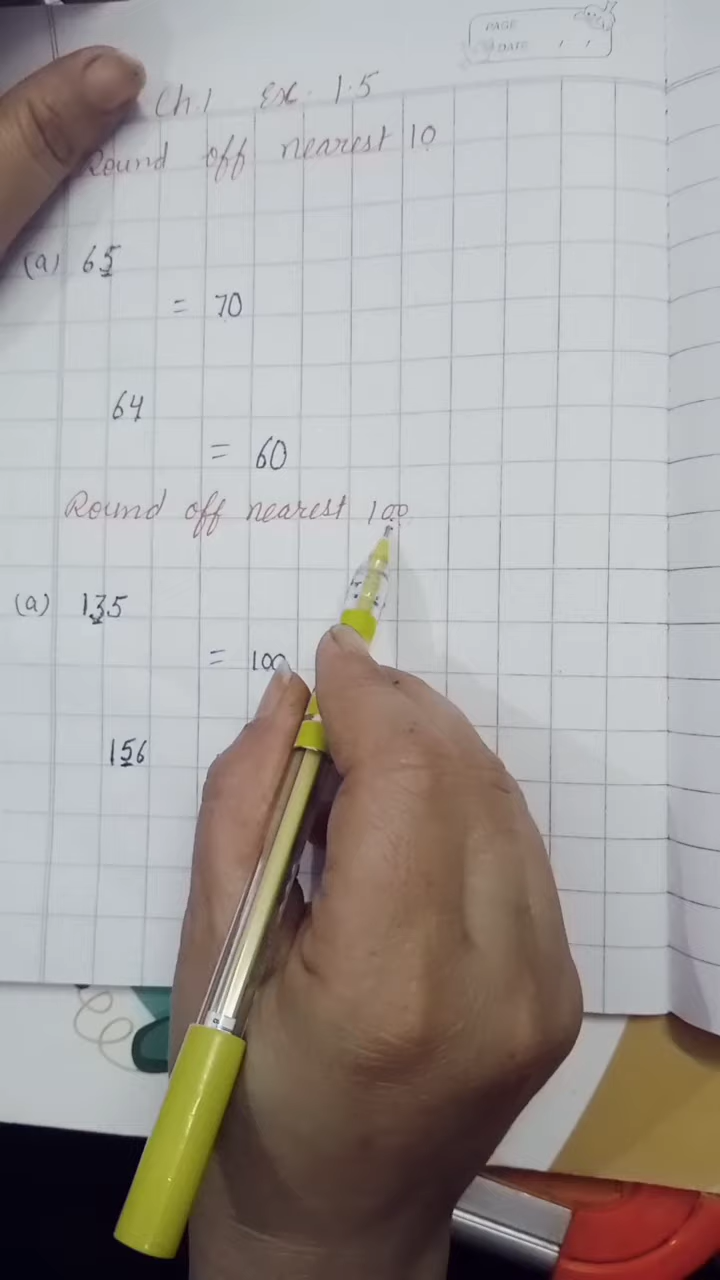 PAGE
DATE / /
Ch.1 Ex. 1.5
Round off nearest 10
(a) 65
= 70
64
= 60
Round off nearest 100
(a) 135
= 100
156